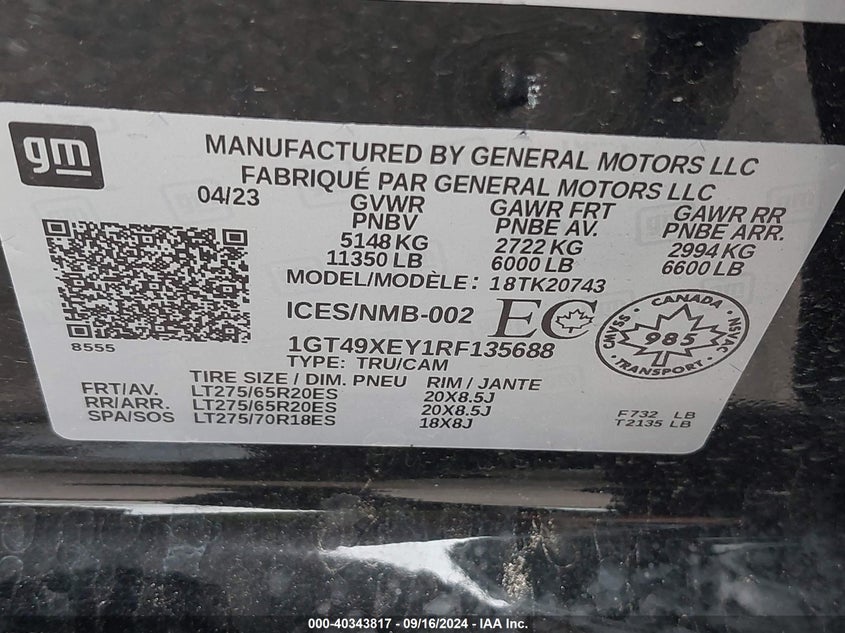 gm
MANUFACTURED BY GENERAL MOTORS LLC
FABRIQUÉ PAR GENERAL MOTORS LLC
04/23
GVWR GAWR FRT GAWR RR
PNBV PNBE AV. PNBE ARR.
5148 KG 2722 KG 2994 KG
11350 LB 6000 LB 6600 LB
MODEL/MODÈLE: 18TK20743
ICES/NMB-002 EC
CANADA
CMVSS NSVAC
985
TRANSPORT
8555
1GT49XEY1RF135688
TYPE: TRU/CAM
TIRE SIZE / DIM. PNEU RIM / JANTE
FRT/AV. LT275/65R20ES 20X8.5J
RR/ARR. LT275/65R20ES 20X8.5J
SPA/SOS LT275/70R18ES 18X8J
F732 LB
T2135 LB
000-40343817 - 09/16/2024 - IAA Inc.